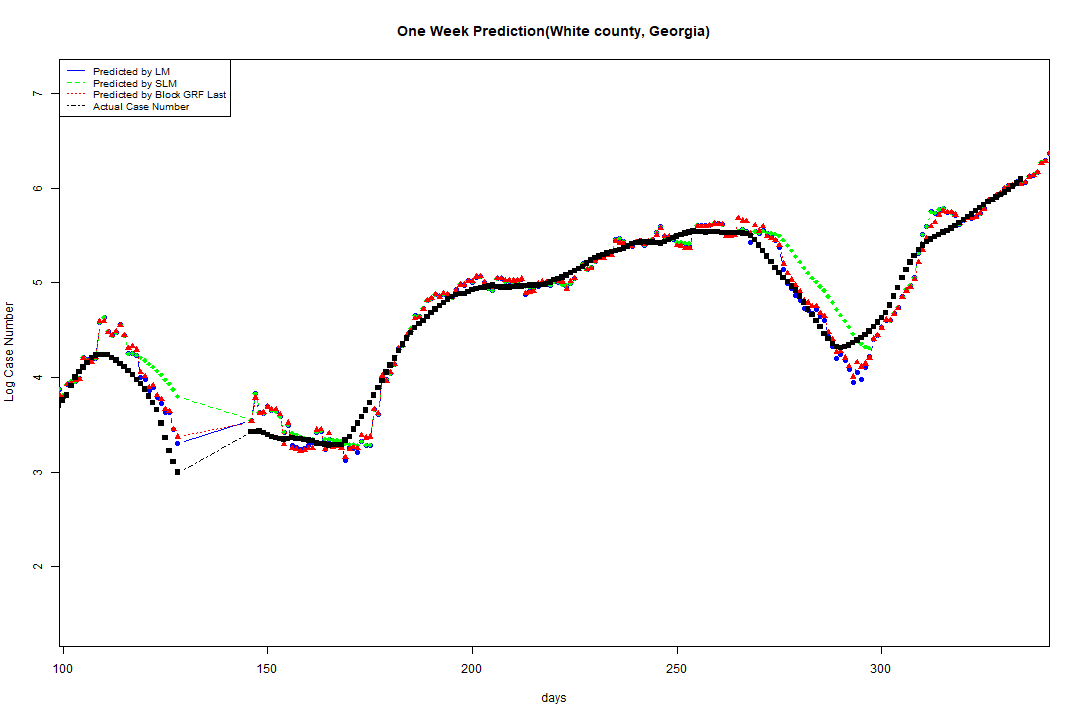 One Week Prediction(White county, Georgia)
Predicted by LM
Predicted by SLM
Predicted by Block GRF Last
Actual Case Number
7
6
5
4
3
2
Log Case Number
100 150 200 250 300
days